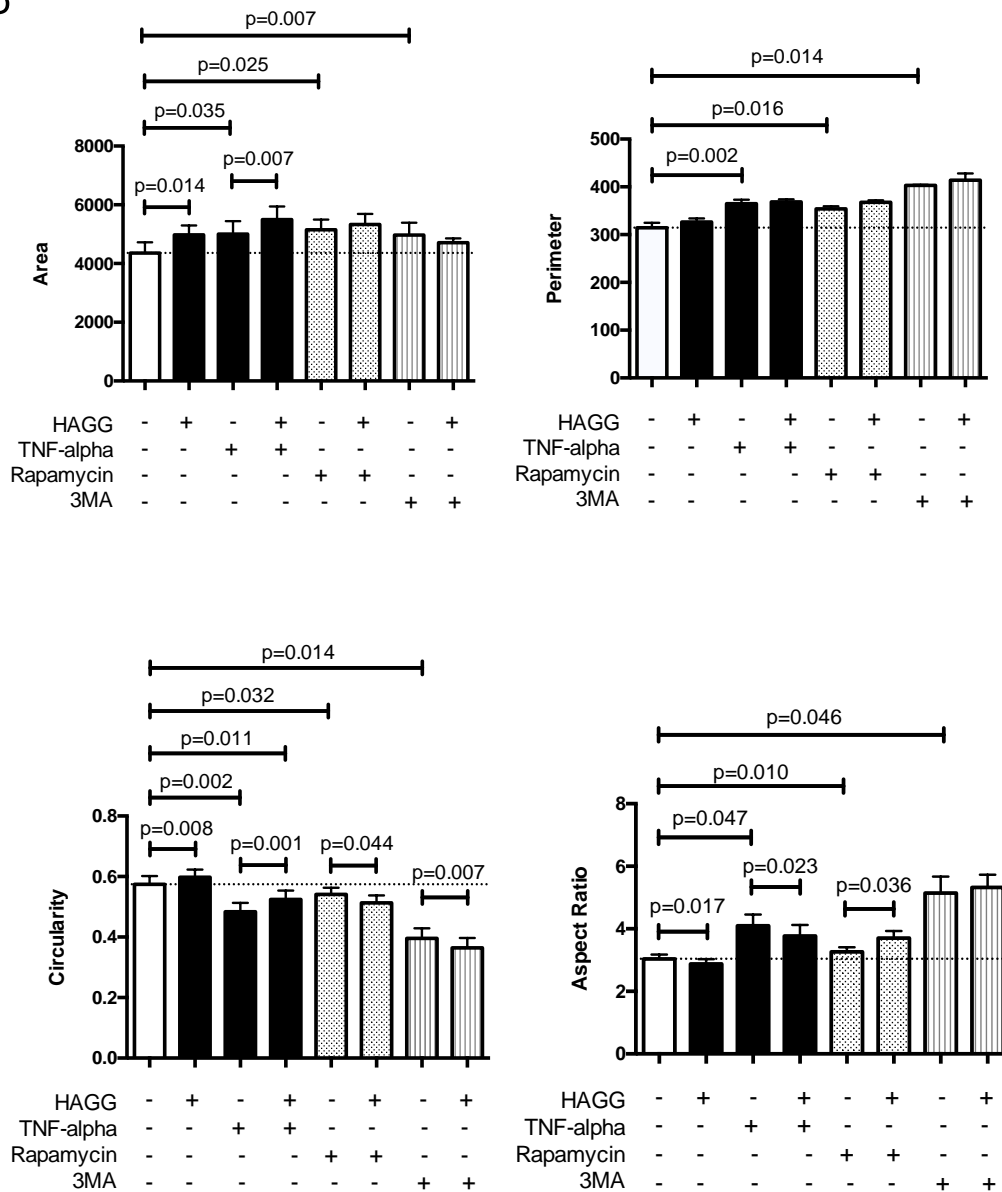 p=0.007
p=0.025
p=0.035
p=0.007
p=0.014
8000
6000
4000
2000
0
Area
HAGG - + - + - + - +
TNF-alpha - - + + - - - -
Rapamycin - - - - + + - -
3MA - - - - - - + +
p=0.014
p=0.016
p=0.002
500
400
300
200
100
0
Perimeter
HAGG - + - + - + - +
TNF-alpha - - + + - - - -
Rapamycin - - - - + + - -
3MA - - - - - - + +
p=0.014
p=0.032
p=0.011
p=0.002
p=0.008
p=0.001
p=0.044
p=0.007
0.8
0.6
0.4
0.2
0.0
Circularity
HAGG - + - + - + - +
TNF-alpha - - + + - - - -
Rapamycin - - - - + + - -
3MA - - - - - - + +
p=0.046
p=0.010
p=0.047
p=0.023
p=0.036
p=0.017
8
6
4
2
0
Aspect Ratio
HAGG - + - + - + - +
TNF-alpha - - + + - - - -
Rapamycin - - - - + + - -
3MA - - - - - - + +